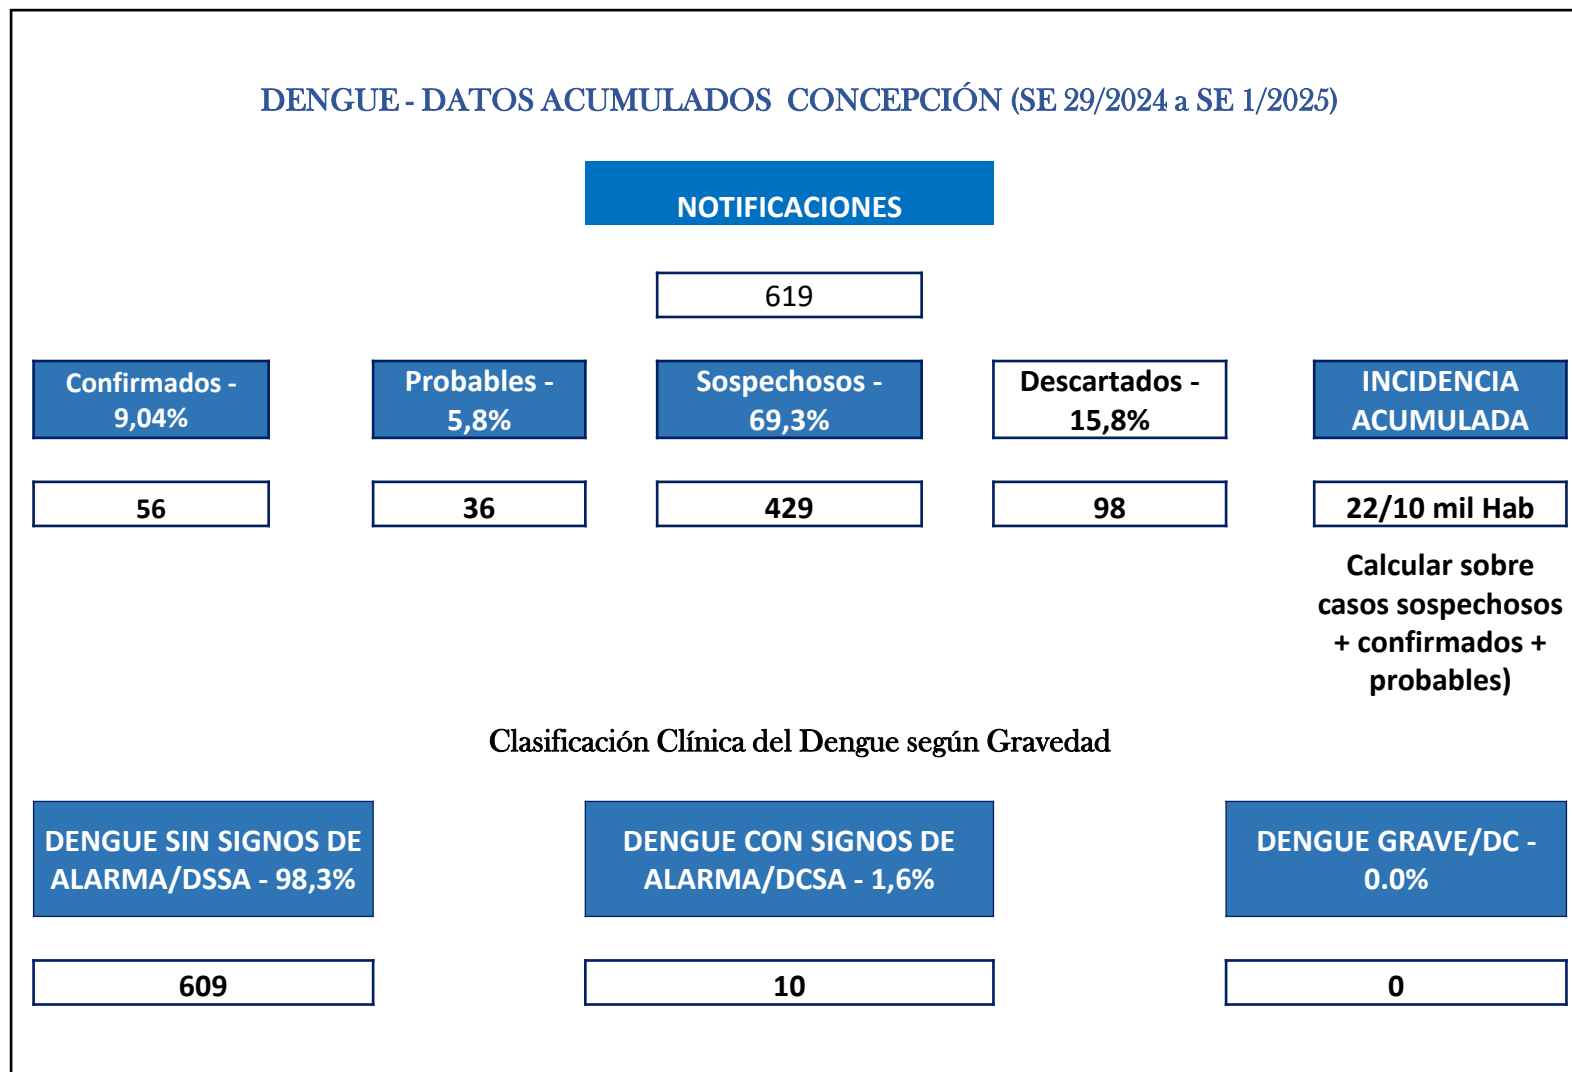 DENGUE - DATOS ACUMULADOS CONCEPCIÓN (SE 29/2024 a SE 1/2025)
NOTIFICACIONES
619
Confirmados -
9,04%
Probables -
5,8%
Sospechosos -
69,3%
Descartados -
15,8%
INCIDENCIA
ACUMULADA
56
36
429
98
22/10 mil Hab
Calcular sobre
casos sospechosos
+ confirmados +
probables)
Clasificación Clínica del Dengue según Gravedad
DENGUE SIN SIGNOS DE
ALARMA/DSSA - 98,3%
DENGUE CON SIGNOS DE
ALARMA/DCSA - 1,6%
DENGUE GRAVE/DC -
0.0%
609
10
0